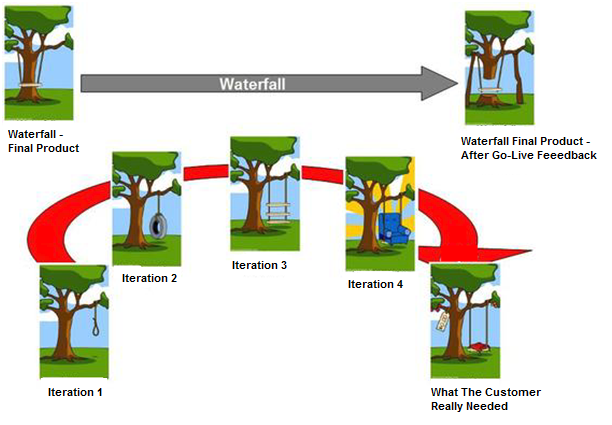 Waterfall
Waterfall -
Final Product
Waterfall Final Product -
After Go-Live Feeedback
Iteration 1
Iteration 2
Iteration 3
Iteration 4
What The Customer
Really Needed